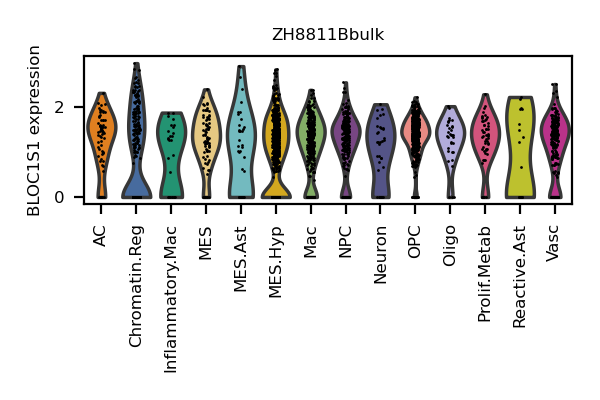 ZH8811Bbulk
BLOC1S1 expression
2
0
AC
Chromatin.Reg
Inflammatory.Mac
MES
MES.Ast
MES.Hyp
Mac
NPC
Neuron
OPC
Oligo
Prolif.Metab
Reactive.Ast
Vasc